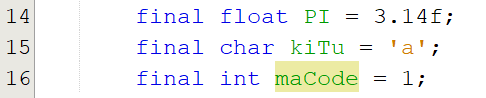 14 final float PI = 3.14f;
15 final char kiTu = 'a';
16 final int maCode = 1;